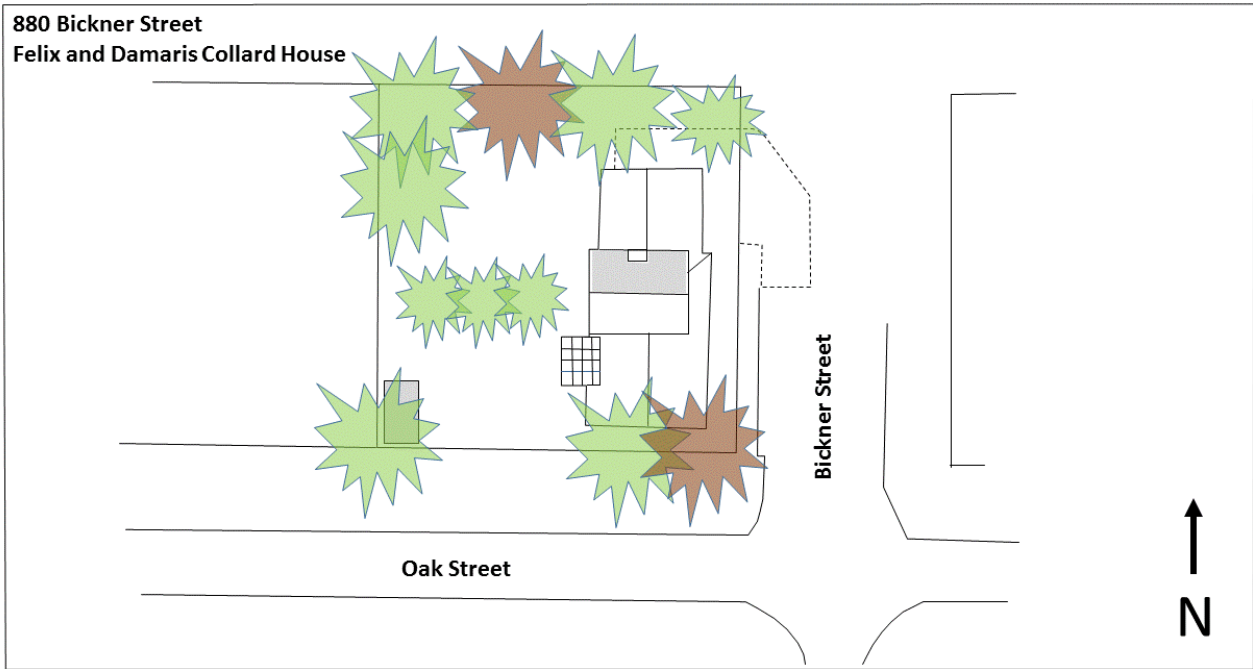 880 Bickner Street
Felix and Damaris Collard House
Bickner Street
Oak Street
N